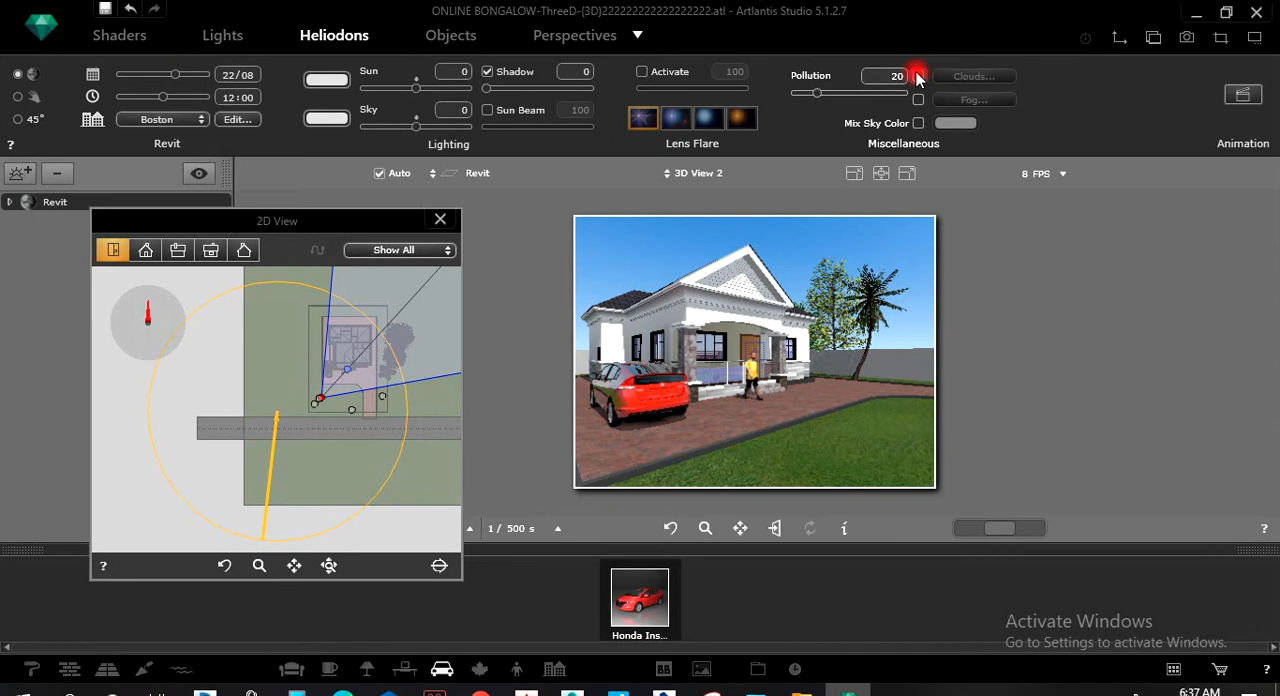 ONLINE BONGALOW-ThreeD-{3D}222222222222222222.atl - Artlantis Studio 5.1.2.7
Shaders Lights Heliodons Objects Perspectives
22/08 Sun 0 Shadow 0 Activate 100 Pollution 20 Clouds...
12:00 Fog...
45° Boston Edit... Sky 0 Sun Beam 100 Mix Sky Color
? Revit Lighting Lens Flare Miscellaneous Animation
Auto Revit 3D View 2 8 FPS
Revit
2D View
Show All
1 / 500 s i ?
?
Honda Ins...
Activate Windows
Go to Settings to activate Windows.
BB ?
6:37 AM